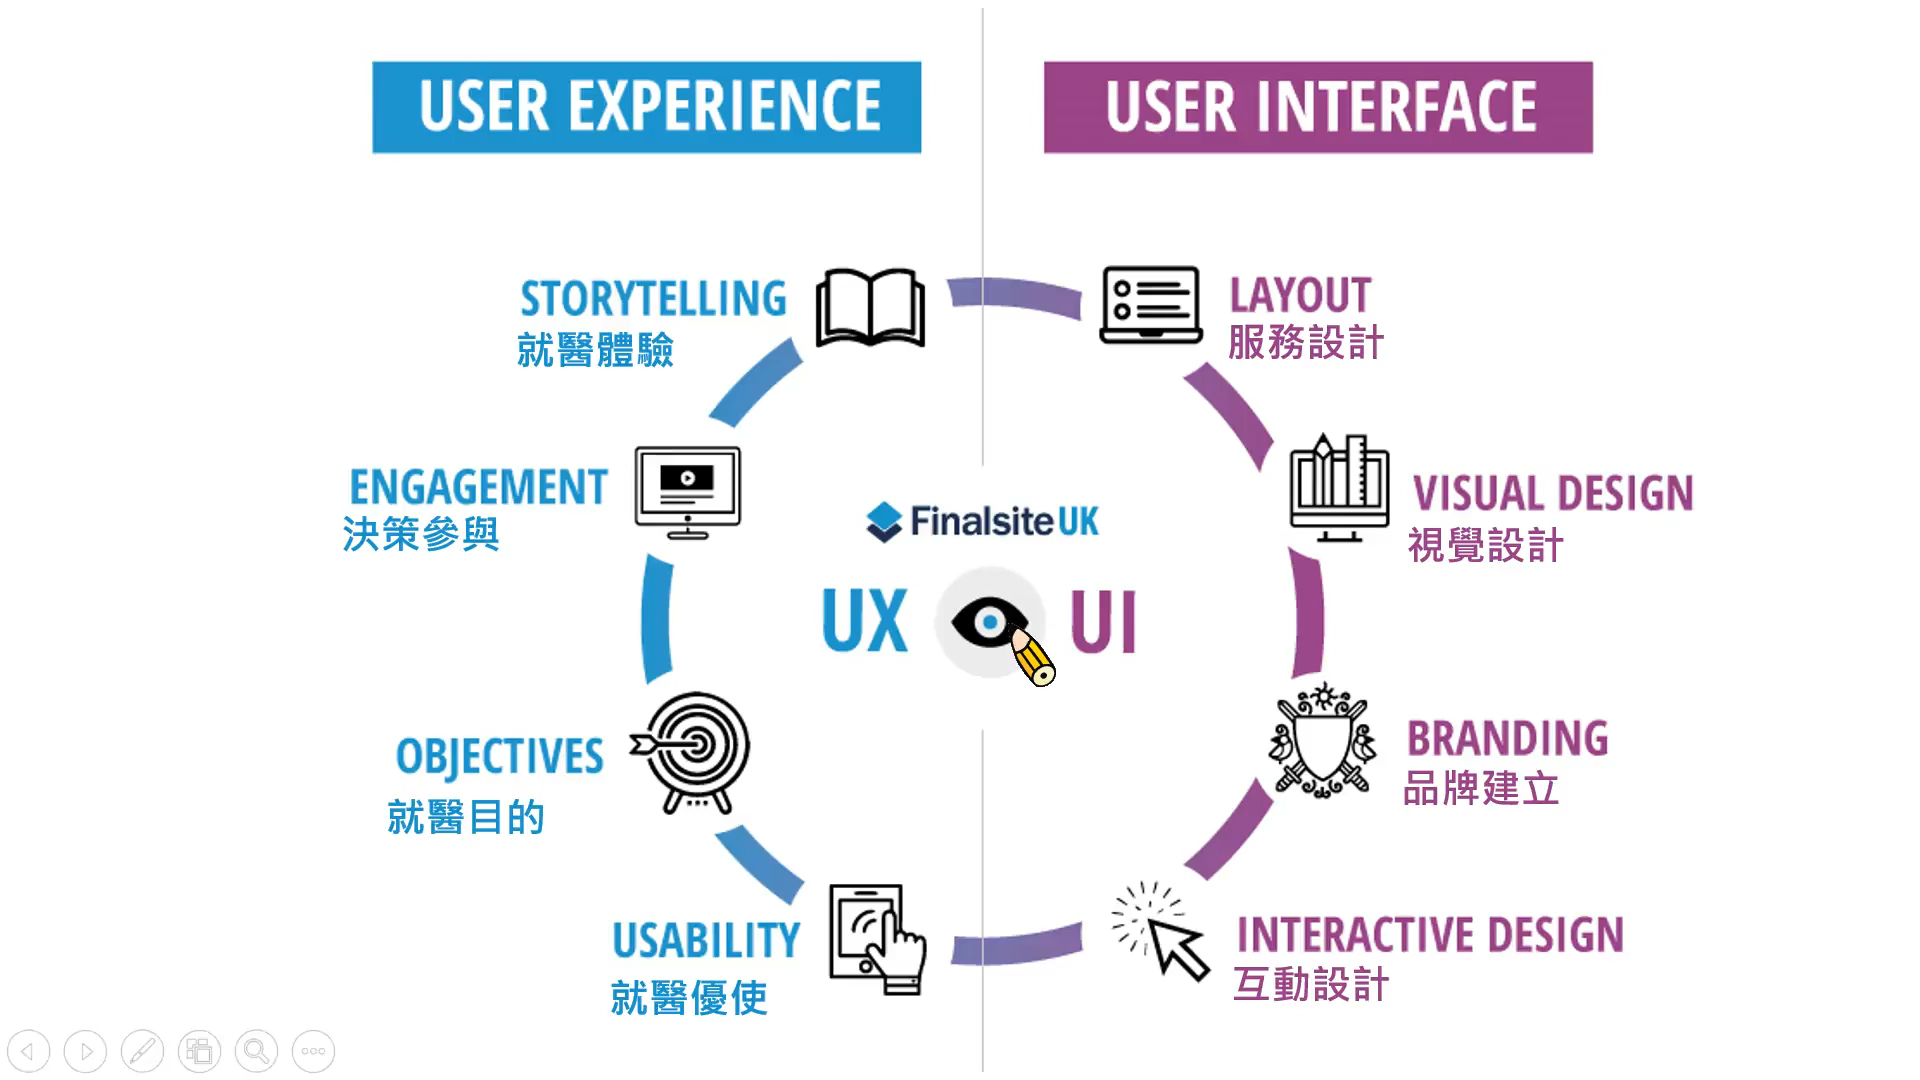 USER EXPERIENCE
USER INTERFACE
STORYTELLING
就醫體驗
LAYOUT
服務設計
ENGAGEMENT
決策參與
VISUAL DESIGN
視覺設計
Finalsite UK
UX
UI
OBJECTIVES
就醫目的
BRANDING
品牌建立
USABILITY
就醫優使
INTERACTIVE DESIGN
互動設計